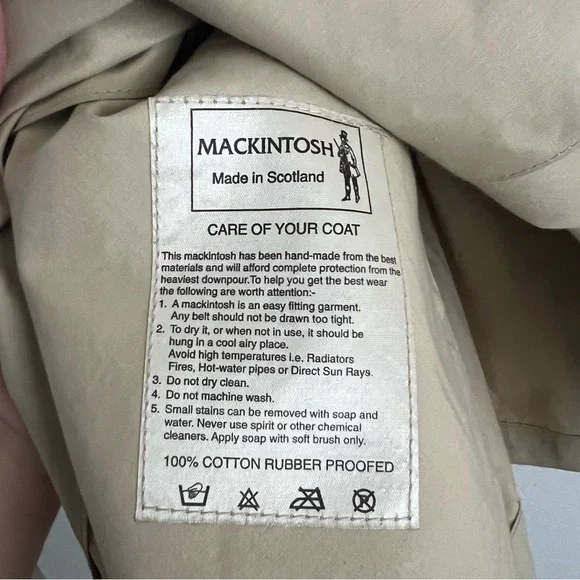 MACKINTOSH
Made in Scotland
CARE OF YOUR COAT
This mackintosh has been hand-made from the best
materials and will afford complete protection from the
heaviest downpour.To help you get the best wear
the following are worth attention:-
1. A mackintosh is an easy fitting garment.
Any belt should not be drawn too tight.
2. To dry it, or when not in use, it should be
hung in a cool airy place.
Avoid high temperatures i.e. Radiators
Fires, Hot-water pipes or Direct Sun Rays.
3. Do not dry clean.
4. Do not machine wash.
5. Small stains can be removed with soap and
water. Never use spirit or other chemical
cleaners. Apply soap with soft brush only.
100% COTTON RUBBER PROOFED